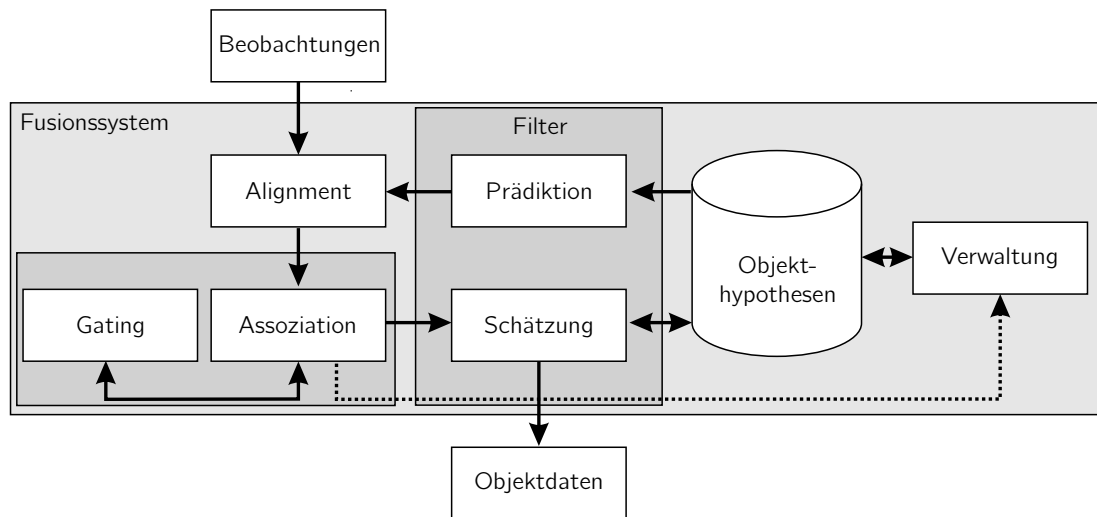 Beobachtungen
Fusionssystem
Filter
Alignment
Prädiktion
Objekt-
hypothesen
Verwaltung
Gating
Assoziation
Schätzung
Objektdaten